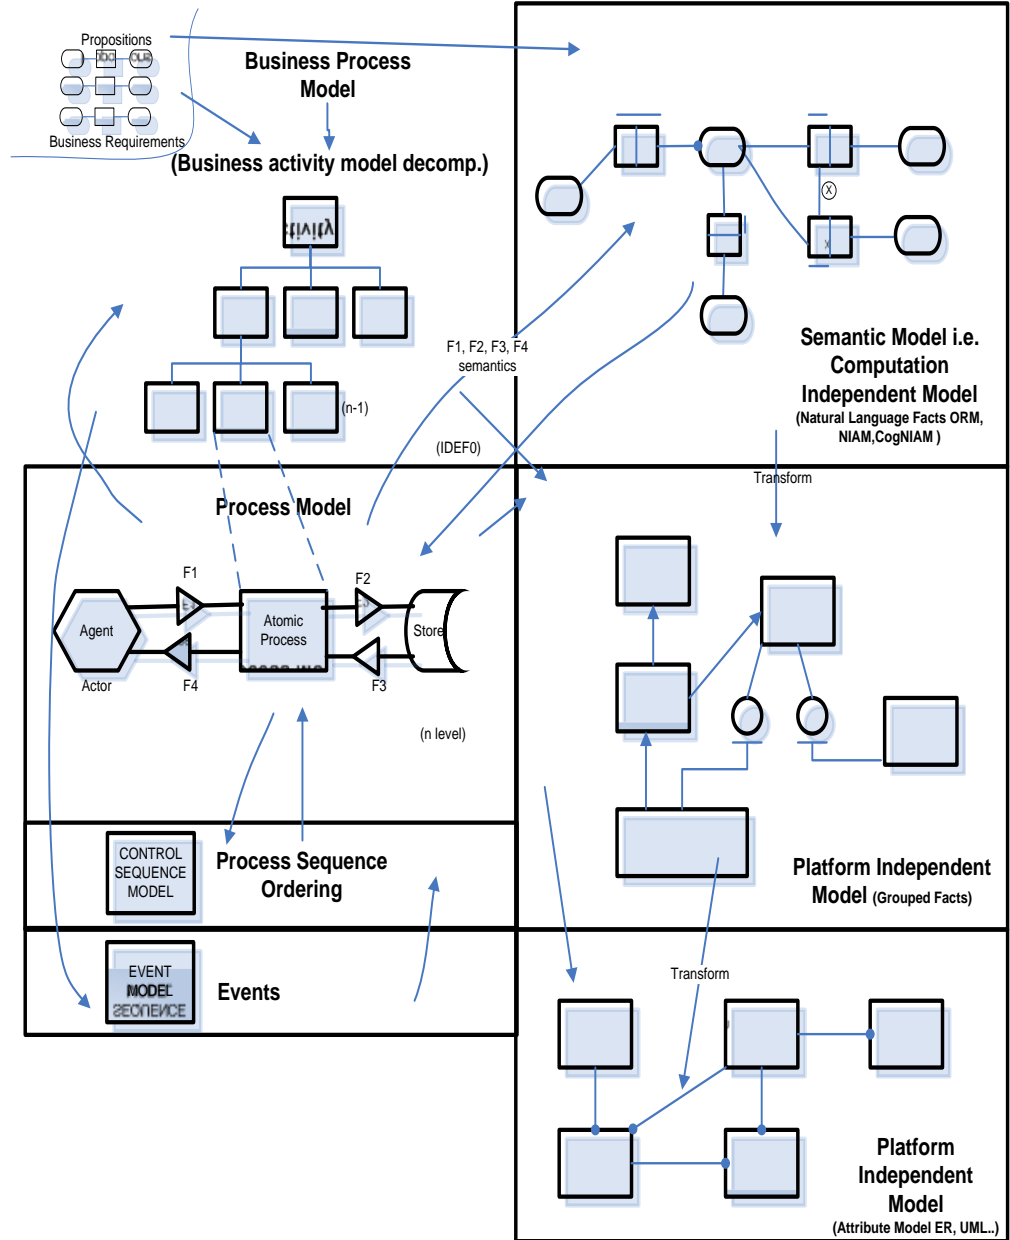 Propositions
Business Requirements
Business Process
Model
(Business activity model decomp.)
(n-1)
F1, F2, F3, F4
semantics
(IDEF0)
Semantic Model i.e.
Computation
Independent Model
(Natural Language Facts ORM,
NIAM,CogNIAM )
X
x
Transform
Process Model
F1
F2
Agent
Atomic
Process
Store
Actor
F4
F3
(n level)
CONTROL
SEQUENCE
MODEL
Process Sequence
Ordering
EVENT
MODEL
SEQUENCE
Events
Platform Independent
Model (Grouped Facts)
Transform
Platform
Independent
Model
(Attribute Model ER, UML..)